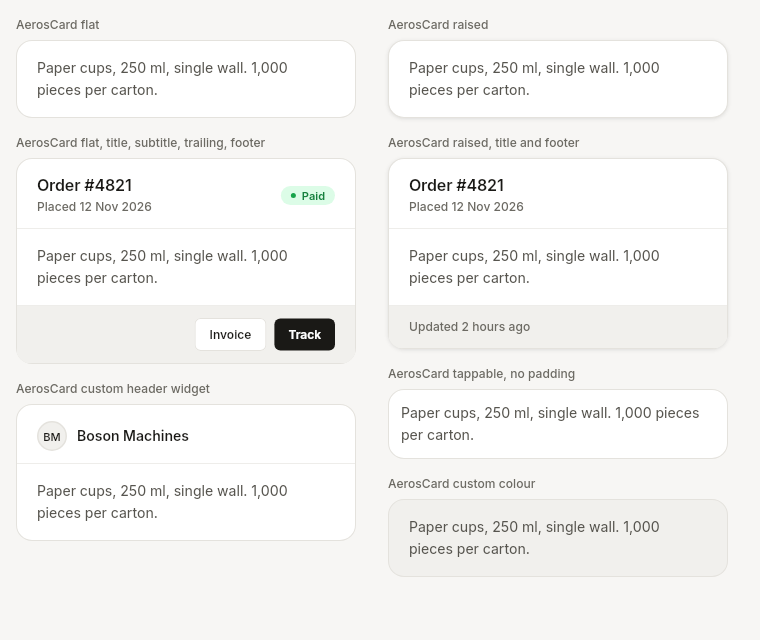 AerosCard flat
Paper cups, 250 ml, single wall. 1,000
pieces per carton.
AerosCard flat, title, subtitle, trailing, footer
Order #4821
Placed 12 Nov 2026
Paid
Paper cups, 250 ml, single wall. 1,000
pieces per carton.
Invoice
Track
AerosCard custom header widget
BM
Boson Machines
Paper cups, 250 ml, single wall. 1,000
pieces per carton.
AerosCard raised
Paper cups, 250 ml, single wall. 1,000
pieces per carton.
AerosCard raised, title and footer
Order #4821
Placed 12 Nov 2026
Paper cups, 250 ml, single wall. 1,000
pieces per carton.
Updated 2 hours ago
AerosCard tappable, no padding
Paper cups, 250 ml, single wall. 1,000 pieces
per carton.
AerosCard custom colour
Paper cups, 250 ml, single wall. 1,000
pieces per carton.